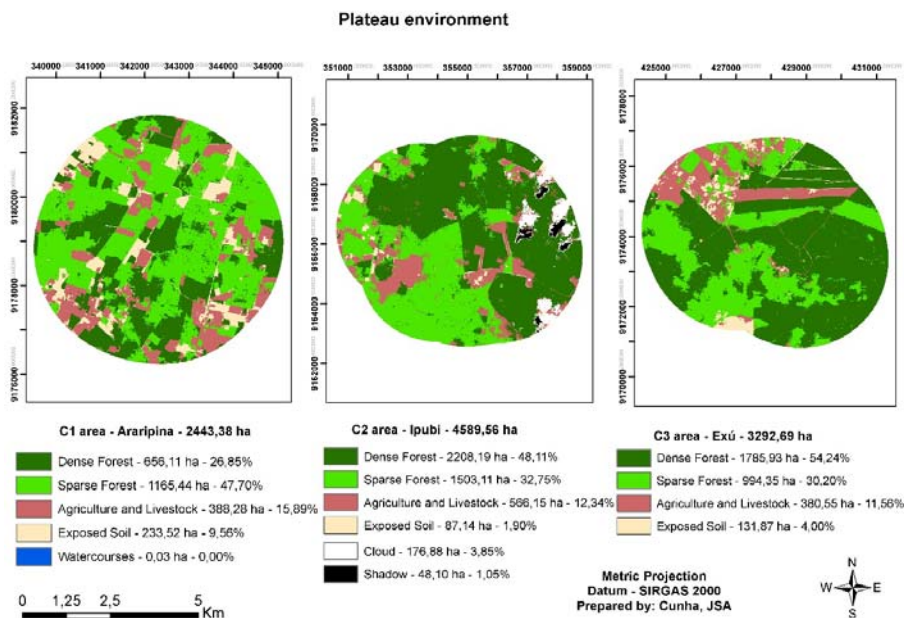 Plateau environment
340000 341000 342000 343000 344000 345000
351000 353000 355000 357000 359000
425000 427000 429000 431000
9182000
9180000
9178000
9176000
9170000
9168000
9166000
9164000
9162000
9178000
9176000
9174000
9172000
9170000
C1 area - Araripina - 2443,38 ha
Dense Forest - 656,11 ha - 26,85%
Sparse Forest - 1165,44 ha - 47,70%
Agriculture and Livestock - 388,28 ha - 15,89%
Exposed Soil - 233,52 ha - 9,56%
Watercourses - 0,03 ha - 0,00%
C2 area - Ipubi - 4589,56 ha
Dense Forest - 2208,19 ha - 48,11%
Sparse Forest - 1503,11 ha - 32,75%
Agriculture and Livestock - 566,15 ha - 12,34%
Exposed Soil - 87,14 ha - 1,90%
Cloud - 176,88 ha - 3,85%
Shadow - 48,10 ha - 1,05%
C3 area - Exú - 3292,69 ha
Dense Forest - 1785,93 ha - 54,24%
Sparse Forest - 994,35 ha - 30,20%
Agriculture and Livestock - 380,55 ha - 11,56%
Exposed Soil - 131,87 ha - 4,00%
0 1,25 2,5 5
Km
Metric Projection
Datum - SIRGAS 2000
Prepared by: Cunha, JSA
N
W E
S